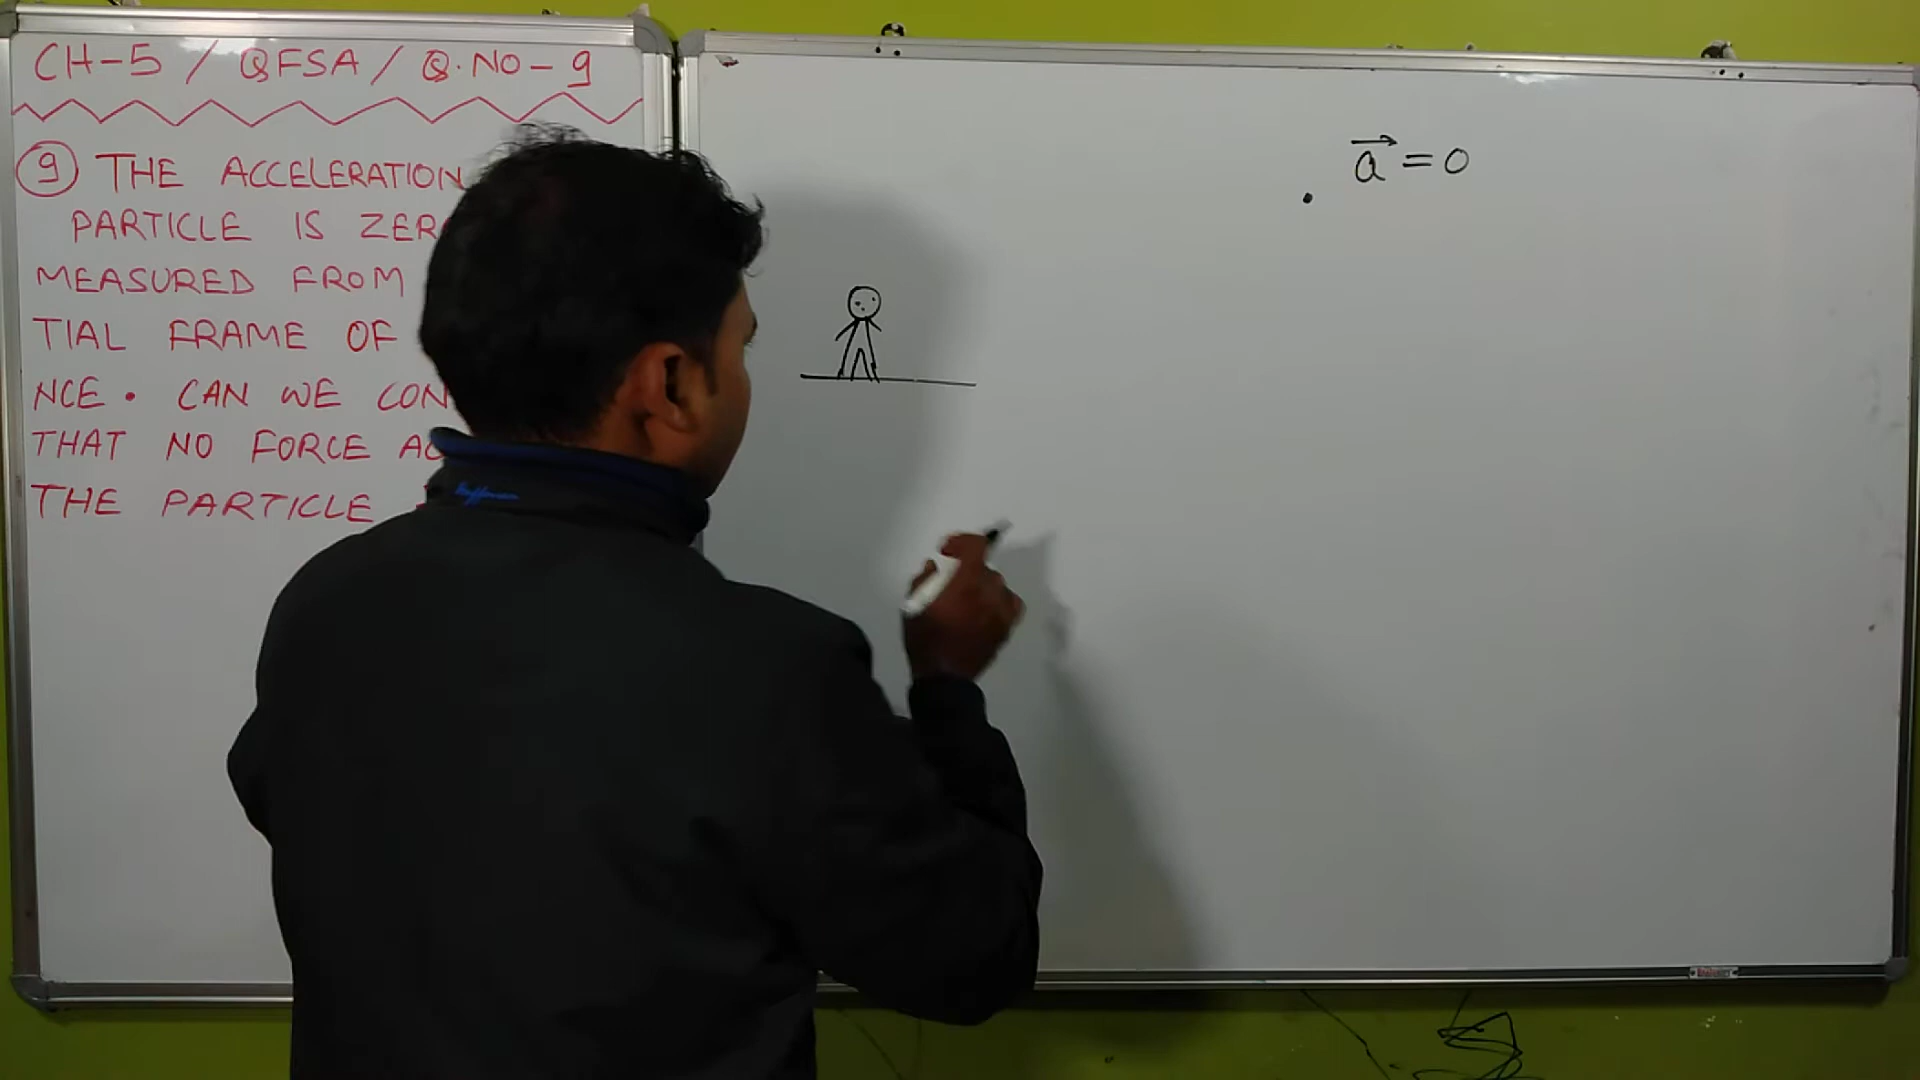 CH-5 / QFSA / Q.NO-9
9 THE ACCELERATION
PARTICLE IS ZERO
MEASURED FROM
TIAL FRAME OF
NCE. CAN WE CON
THAT NO FORCE AC
THE PARTICLE
a⃗ = 0